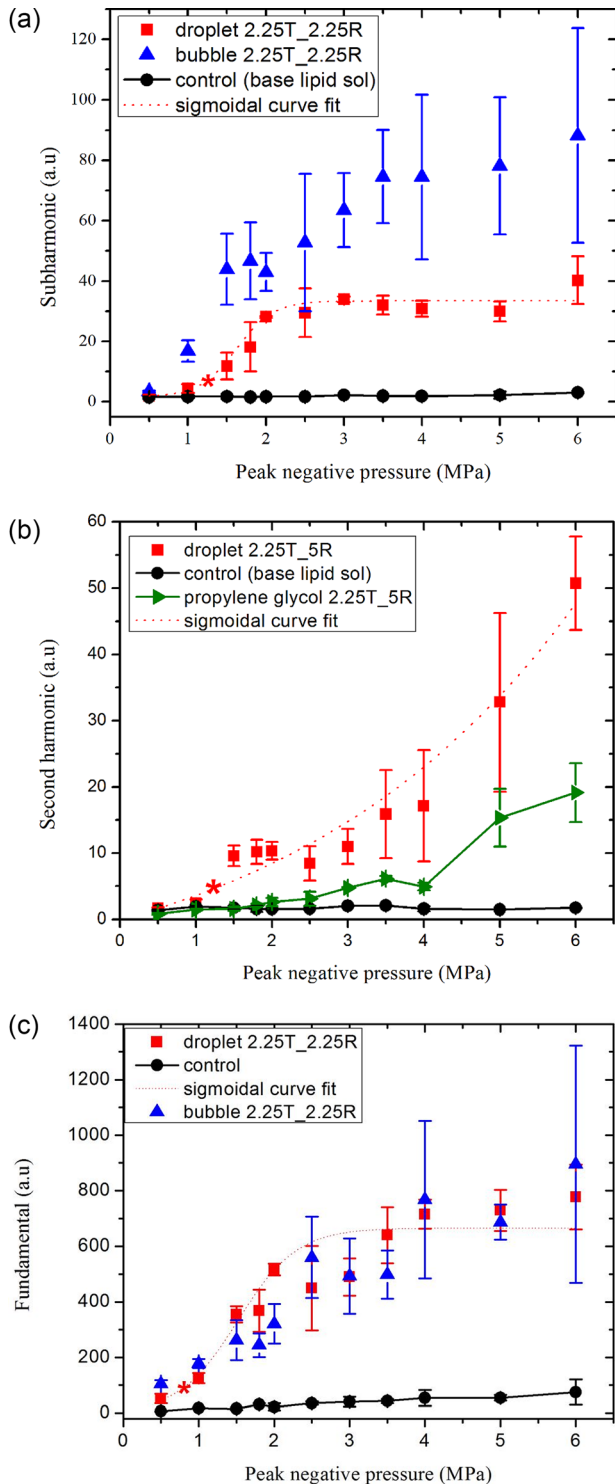 (a)
120
100
80
60
40
20
0
Subharmonic (a.u)
droplet 2.25T_2.25R
bubble 2.25T_2.25R
control (base lipid sol)
sigmoidal curve fit
*
0 1 2 3 4 5 6
Peak negative pressure (MPa)
(b)
60
50
40
30
20
10
0
Second harmonic (a.u)
droplet 2.25T_5R
control (base lipid sol)
propylene glycol 2.25T_5R
sigmoidal curve fit
*
0 1 2 3 4 5 6
Peak negative pressure (MPa)
(c)
1400
1200
1000
800
600
400
200
0
Fundamental (a.u)
droplet 2.25T_2.25R
control
sigmoidal curve fit
bubble 2.25T_2.25R
*
0 1 2 3 4 5 6
Peak negative pressure (MPa)